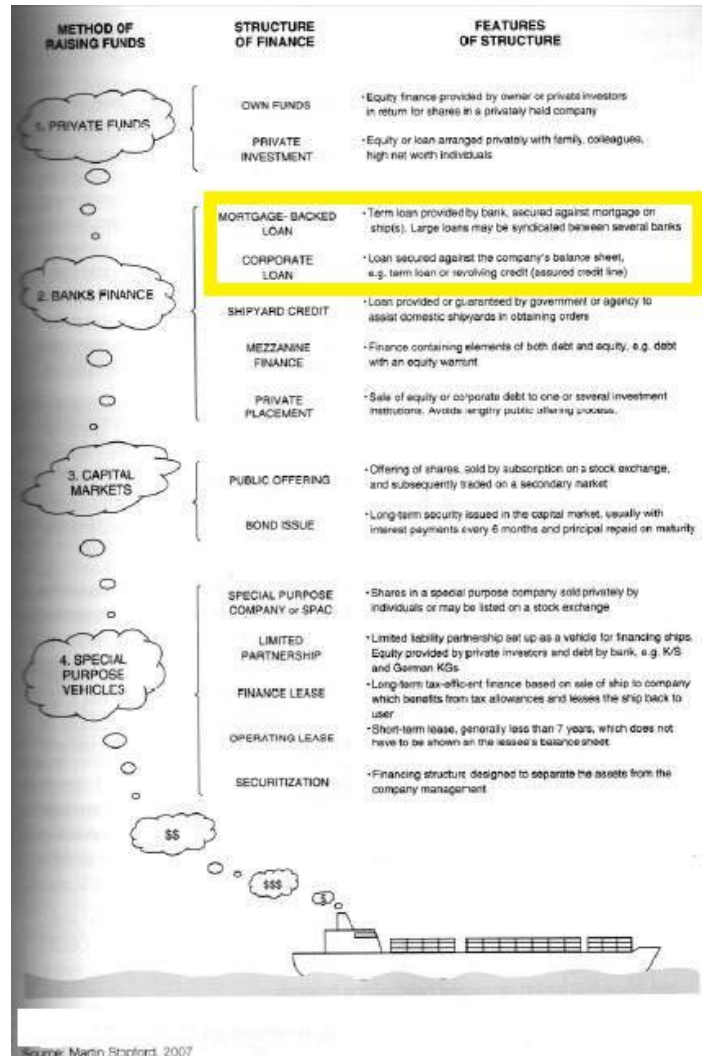 METHOD OF
RAISING FUNDS
STRUCTURE
OF FINANCE
FEATURES
OF STRUCTURE
1. PRIVATE FUNDS
OWN FUNDS
• Equity finance provided by owner or private investors
in return for shares in a privately held company
PRIVATE
INVESTMENT
• Equity or loan arranged privately with family, colleagues,
high net worth individuals
2. BANKS FINANCE
MORTGAGE-BACKED
LOAN
• Term loan provided by bank, secured against mortgage on
ship(s). Large loans may be syndicated between several banks
CORPORATE
LOAN
• Loan secured against the company's balance sheet,
e.g. term loan or revolving credit (assured credit line)
SHIPYARD CREDIT
• Loan provided or guaranteed by government or agency to
assist domestic shipyards in obtaining orders
MEZZANINE
FINANCE
• Finance containing elements of both debt and equity, e.g. debt
with an equity warrant
PRIVATE
PLACEMENT
• Sale of equity or corporate debt to one or several investment
institutions. Avoids lengthy public offering process.
3. CAPITAL
MARKETS
PUBLIC OFFERING
• Offering of shares, sold by subscription on a stock exchange,
and subsequently traded on a secondary market
BOND ISSUE
• Long-term security issued in the capital market, usually with
interest payments every 6 months and principal repaid on maturity
4. SPECIAL
PURPOSE
VEHICLES
SPECIAL PURPOSE
COMPANY or SPAC
• Shares in a special purpose company sold privately by
individuals or may be listed on a stock exchange
LIMITED
PARTNERSHIP
• Limited liability partnership set up as a vehicle for financing ships.
Equity provided by private investors and debt by bank, e.g. K/S
and German KGs
FINANCE LEASE
• Long-term tax-efficient finance based on sale of ship to company
which benefits from tax allowances and leases the ship back to
user
OPERATING LEASE
• Short-term lease, generally less than 7 years, which does not
have to be shown on the lessee's balance sheet
SECURITIZATION
• Financing structure designed to separate the assets from the
company management
$$
$$$
$
Source: Martin Stopford, 2007